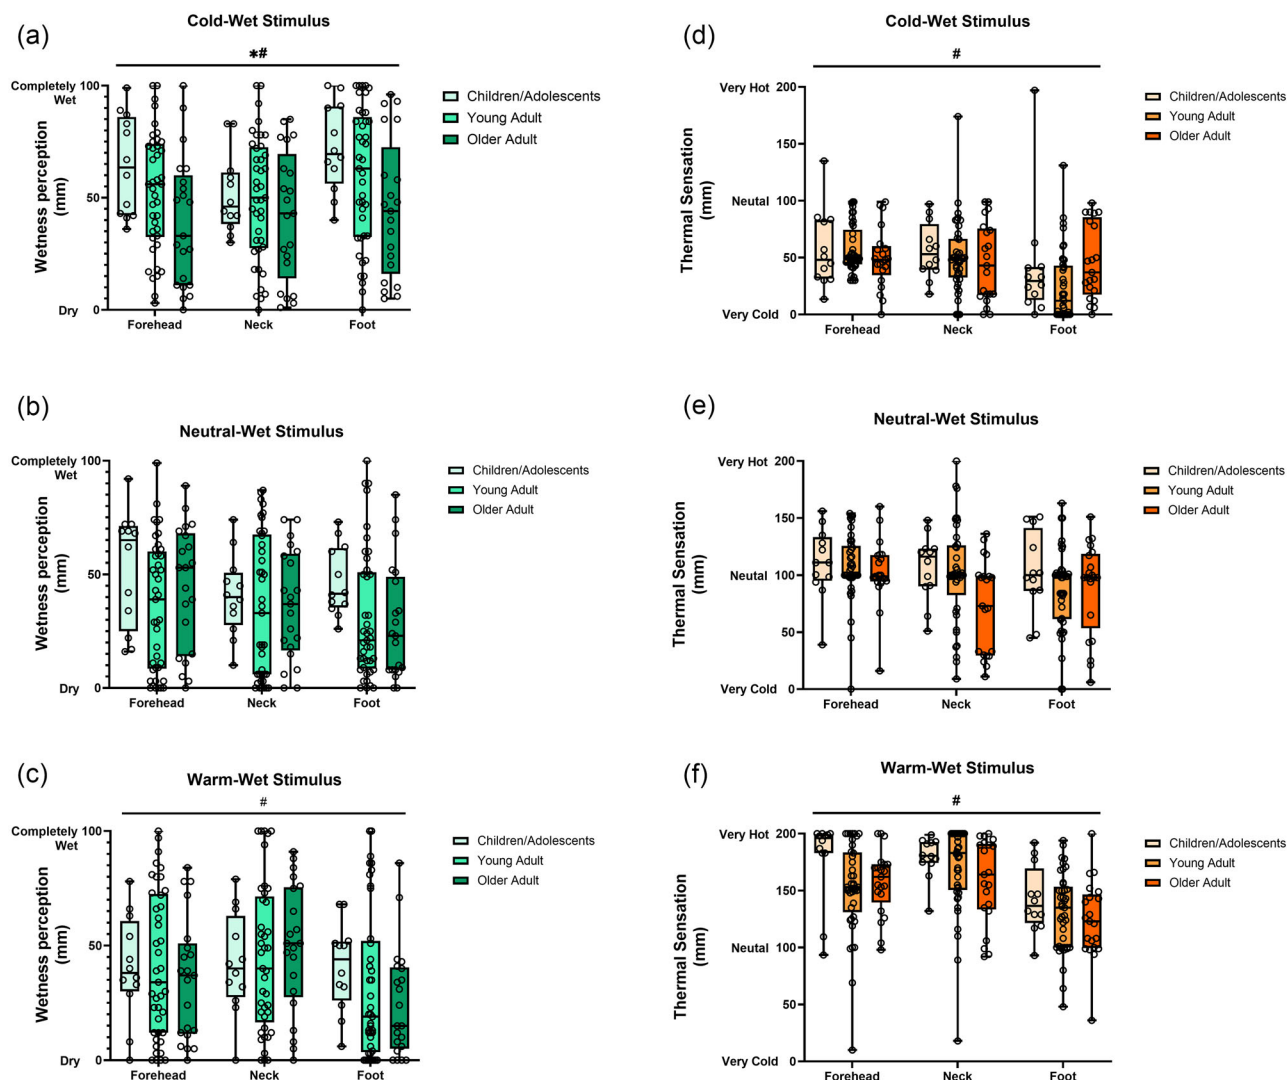 (a)
Cold-Wet Stimulus
*#
Completely
Wet
100
50
Dry
0
Wetness perception
(mm)
Forehead
Neck
Foot
Children/Adolescents
Young Adult
Older Adult
(d)
Cold-Wet Stimulus
#
Very Hot
200
150
Neutal
100
50
Very Cold
0
Thermal Sensation
(mm)
Forehead
Neck
Foot
Children/Adolescents
Young Adult
Older Adult
(b)
Neutral-Wet Stimulus
Completely
Wet
100
50
Dry
0
Wetness perception
(mm)
Forehead
Neck
Foot
Children/Adolescents
Young Adult
Older Adult
(e)
Neutral-Wet Stimulus
Very Hot
200
150
Neutal
100
50
Very Cold
0
Thermal Sensation
(mm)
Forehead
Neck
Foot
Children/Adolescents
Young Adult
Older Adult
(c)
Warm-Wet Stimulus
#
Completely
Wet
100
50
Dry
0
Wetness perception
(mm)
Forehead
Neck
Foot
Children/Adolescents
Young Adult
Older Adult
(f)
Warm-Wet Stimulus
#
Very Hot
200
150
Neutal
100
50
Very Cold
0
Thermal Sensation
(mm)
Forehead
Neck
Foot
Children/Adolescents
Young Adult
Older Adult